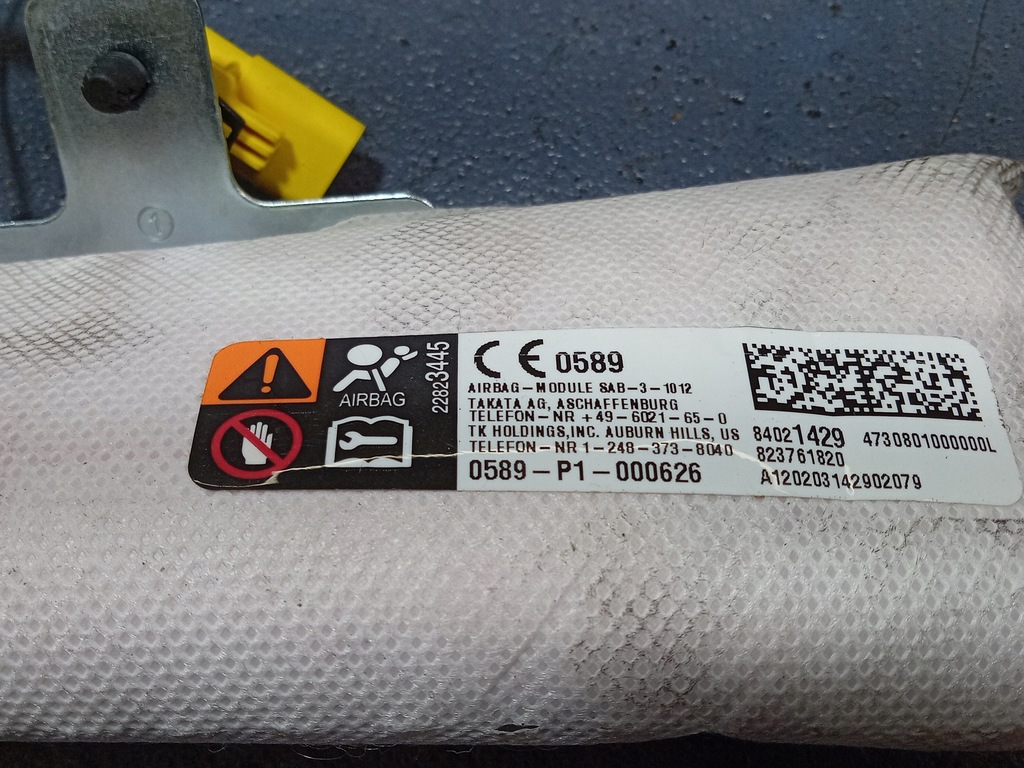 1
AIRBAG
22823445
CE 0589
AIRBAG-MODULE SAB-3-1012
TAKATA AG, ASCHAFFENBURG
TELEFON-NR +49-6021-65-0
TK HOLDINGS,INC. AUBURN HILLS, US
TELEFON-NR 1-248-373-8040
0589-P1-000626
84021429 4730801000000L
823761820
A120203142902079